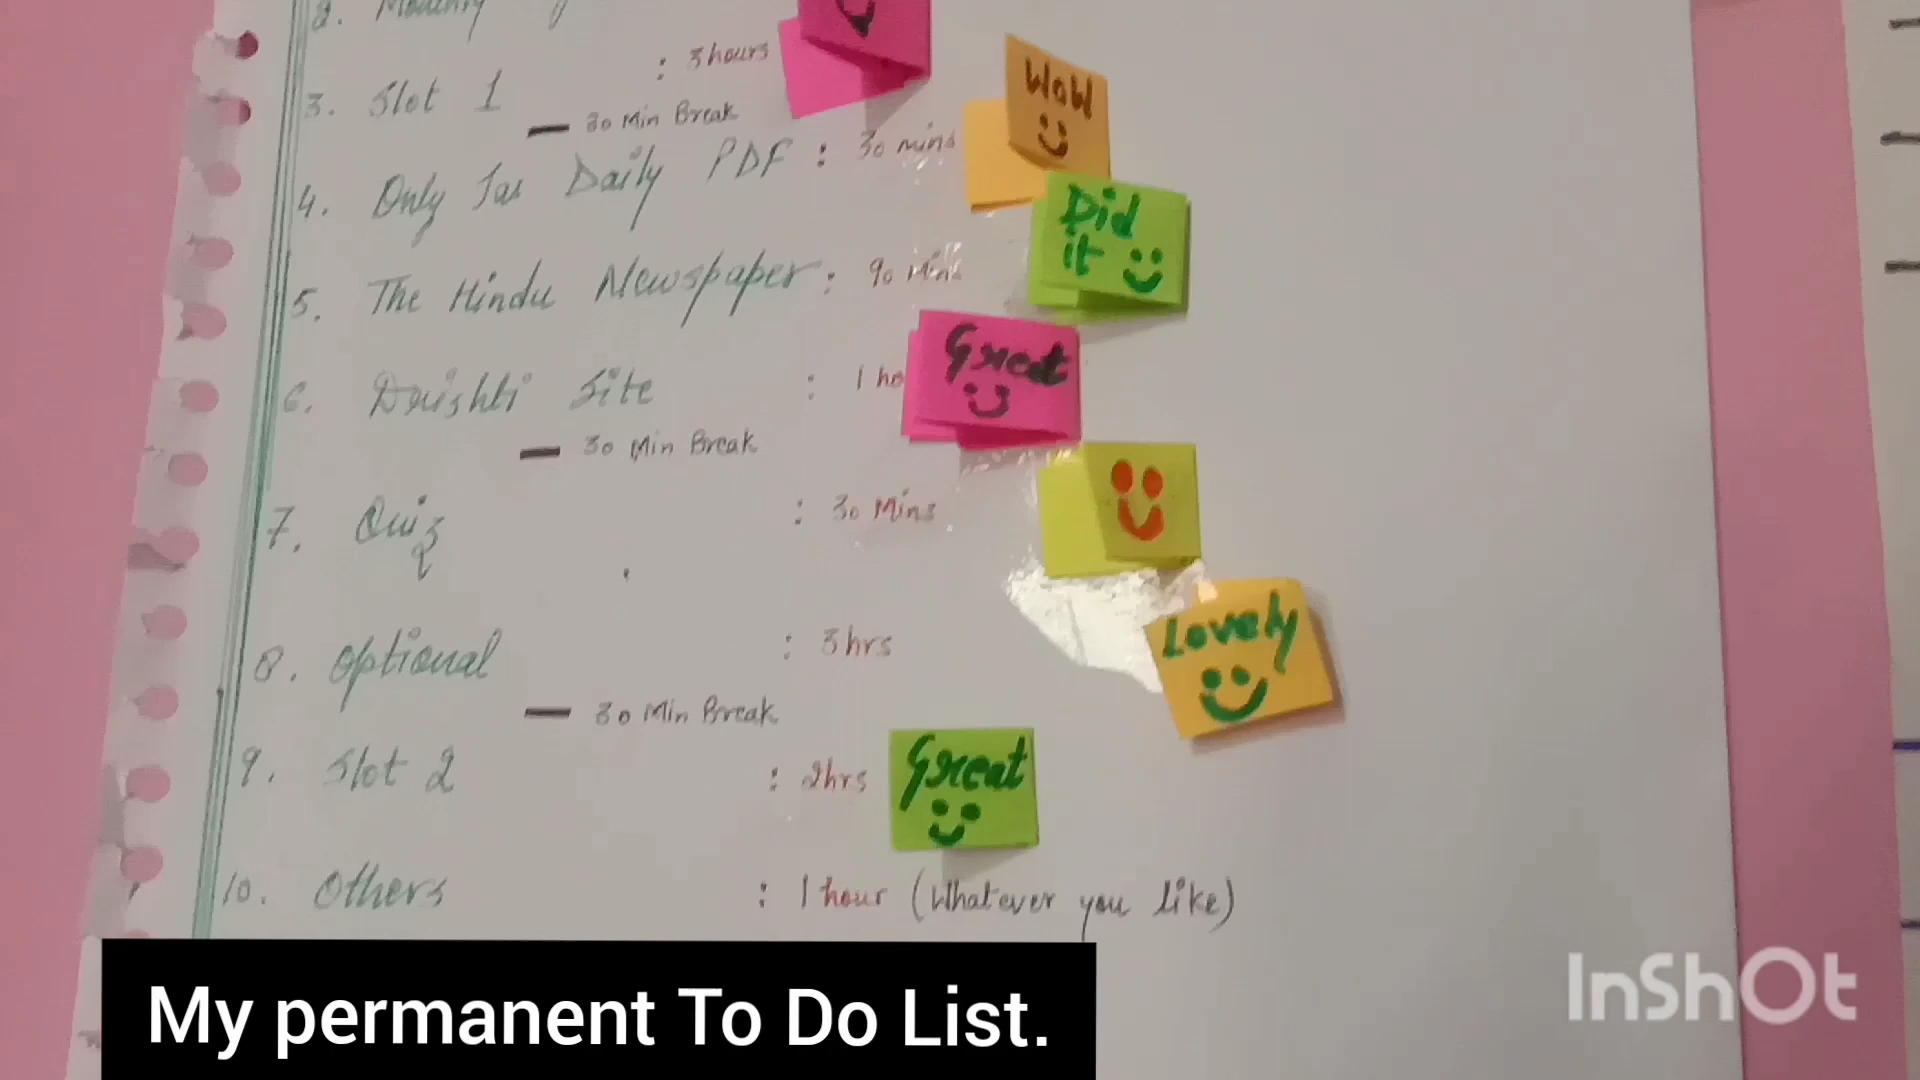 2. Monthly
3. Slot 1 : 3 hours
30 Min Break
WOW
4. Only Ias Daily PDF : 30 mins
Did
it
5. The Hindu Newspaper : 90 Mins
Great
6. Drishti Site : 1 ho
30 Min Break
7. Quiz : 30 Mins
Lovely
8. Optional : 3 hrs
30 Min Break
9. Slot 2 : 2hrs
Great
10. Others : 1 hour (Whatever you like)
My permanent To Do List.
InShOt